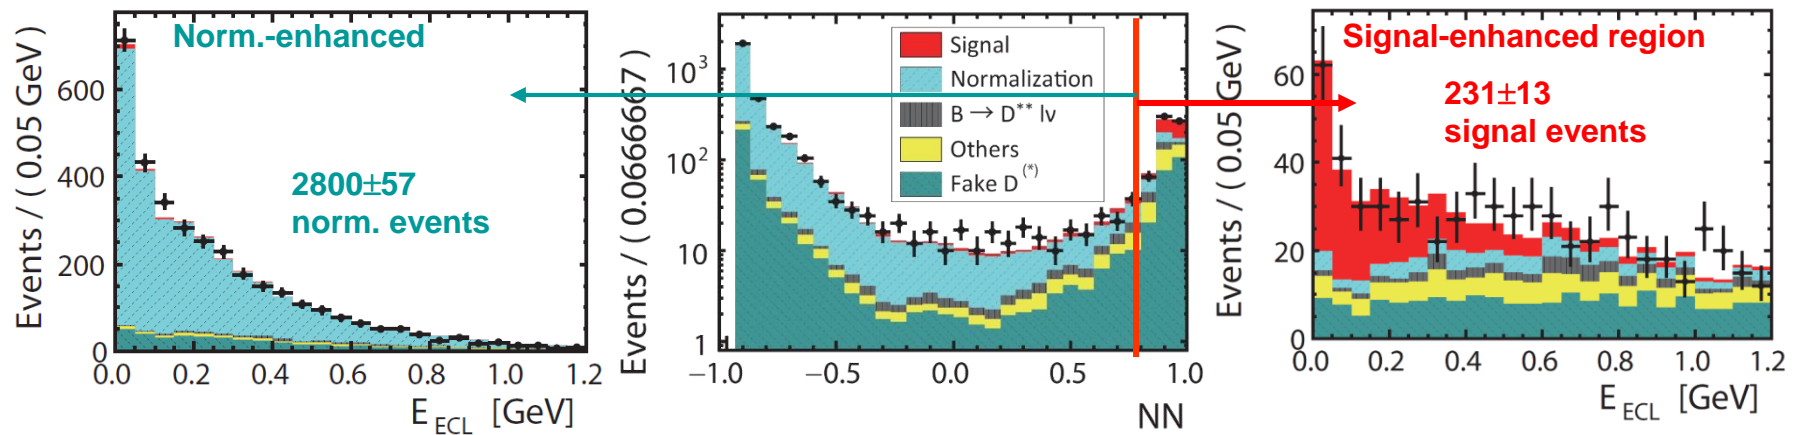 Norm.-enhanced
2800±57
norm. events
Events / ( 0.05 GeV )
600
400
200
0
0.0 0.2 0.4 0.6 0.8 1.0 1.2
E ECL [GeV]
Signal
Normalization
B → D** lν
Others
Fake D(*)
Events / ( 0.0666667 )
10³
10²
10
1
−1.0 −0.5 0.0 0.5 1.0
NN
Signal-enhanced region
231±13
signal events
Events / ( 0.05 GeV )
60
40
20
0
0.0 0.2 0.4 0.6 0.8 1.0 1.2
E ECL [GeV]